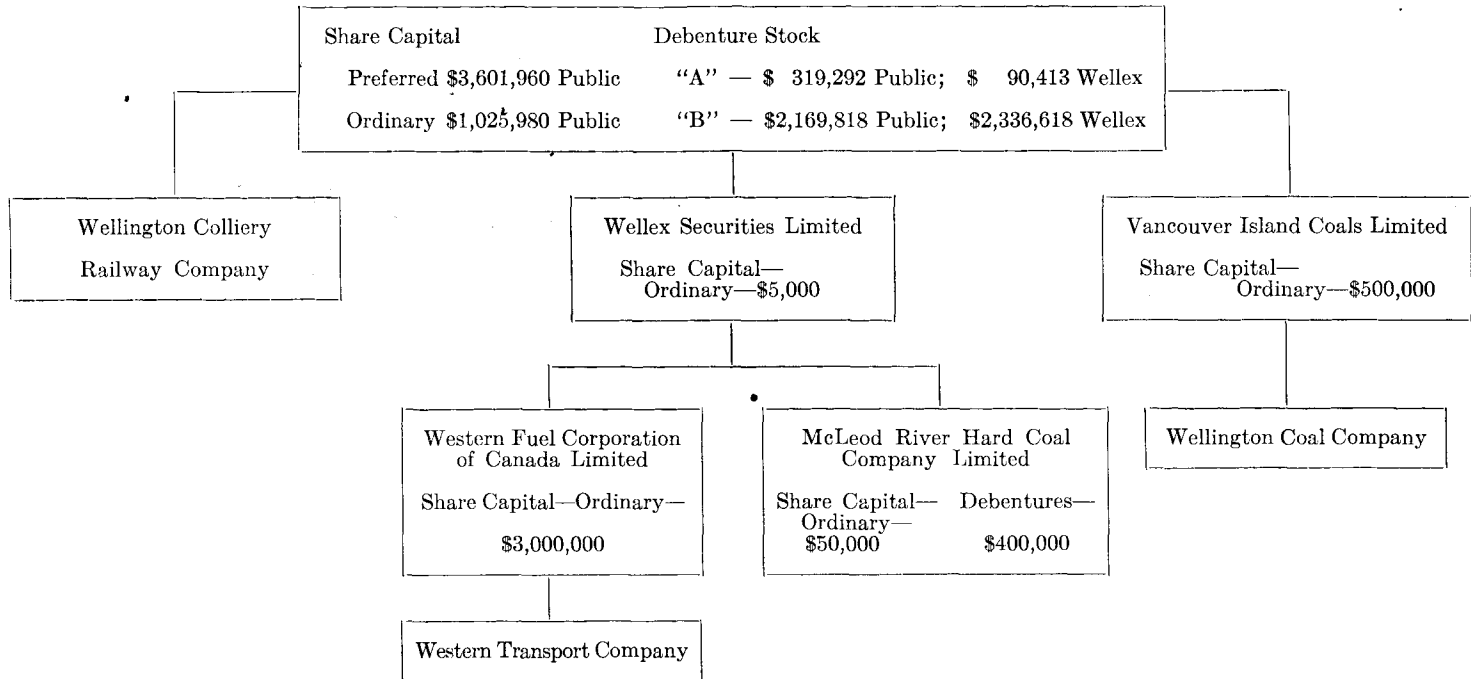 Share Capital Debenture Stock
Preferred $3,601,960 Public "A" — $ 319,292 Public; $ 90,413 Wellex
Ordinary $1,025,980 Public "B" — $2,169,818 Public; $2,336,618 Wellex
Wellington Colliery
Railway Company
Wellex Securities Limited
Share Capital—
Ordinary—$5,000
Vancouver Island Coals Limited
Share Capital—
Ordinary—$500,000
Western Fuel Corporation
of Canada Limited
Share Capital—Ordinary—
$3,000,000
McLeod River Hard Coal
Company Limited
Share Capital— Debentures—
Ordinary—
$50,000 $400,000
Wellington Coal Company
Western Transport Company